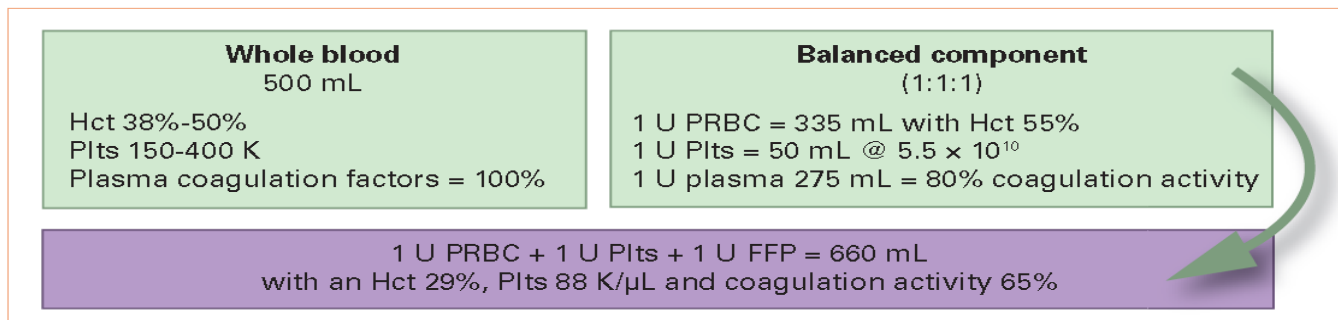 Whole blood
500 mL
Hct 38%-50%
Plts 150-400 K
Plasma coagulation factors = 100%
Balanced component
(1:1:1)
1 U PRBC = 335 mL with Hct 55%
1 U Plts = 50 mL @ 5.5 × 10¹⁰
1 U plasma 275 mL = 80% coagulation activity
1 U PRBC + 1 U Plts + 1 U FFP = 660 mL
with an Hct 29%, Plts 88 K/µL and coagulation activity 65%